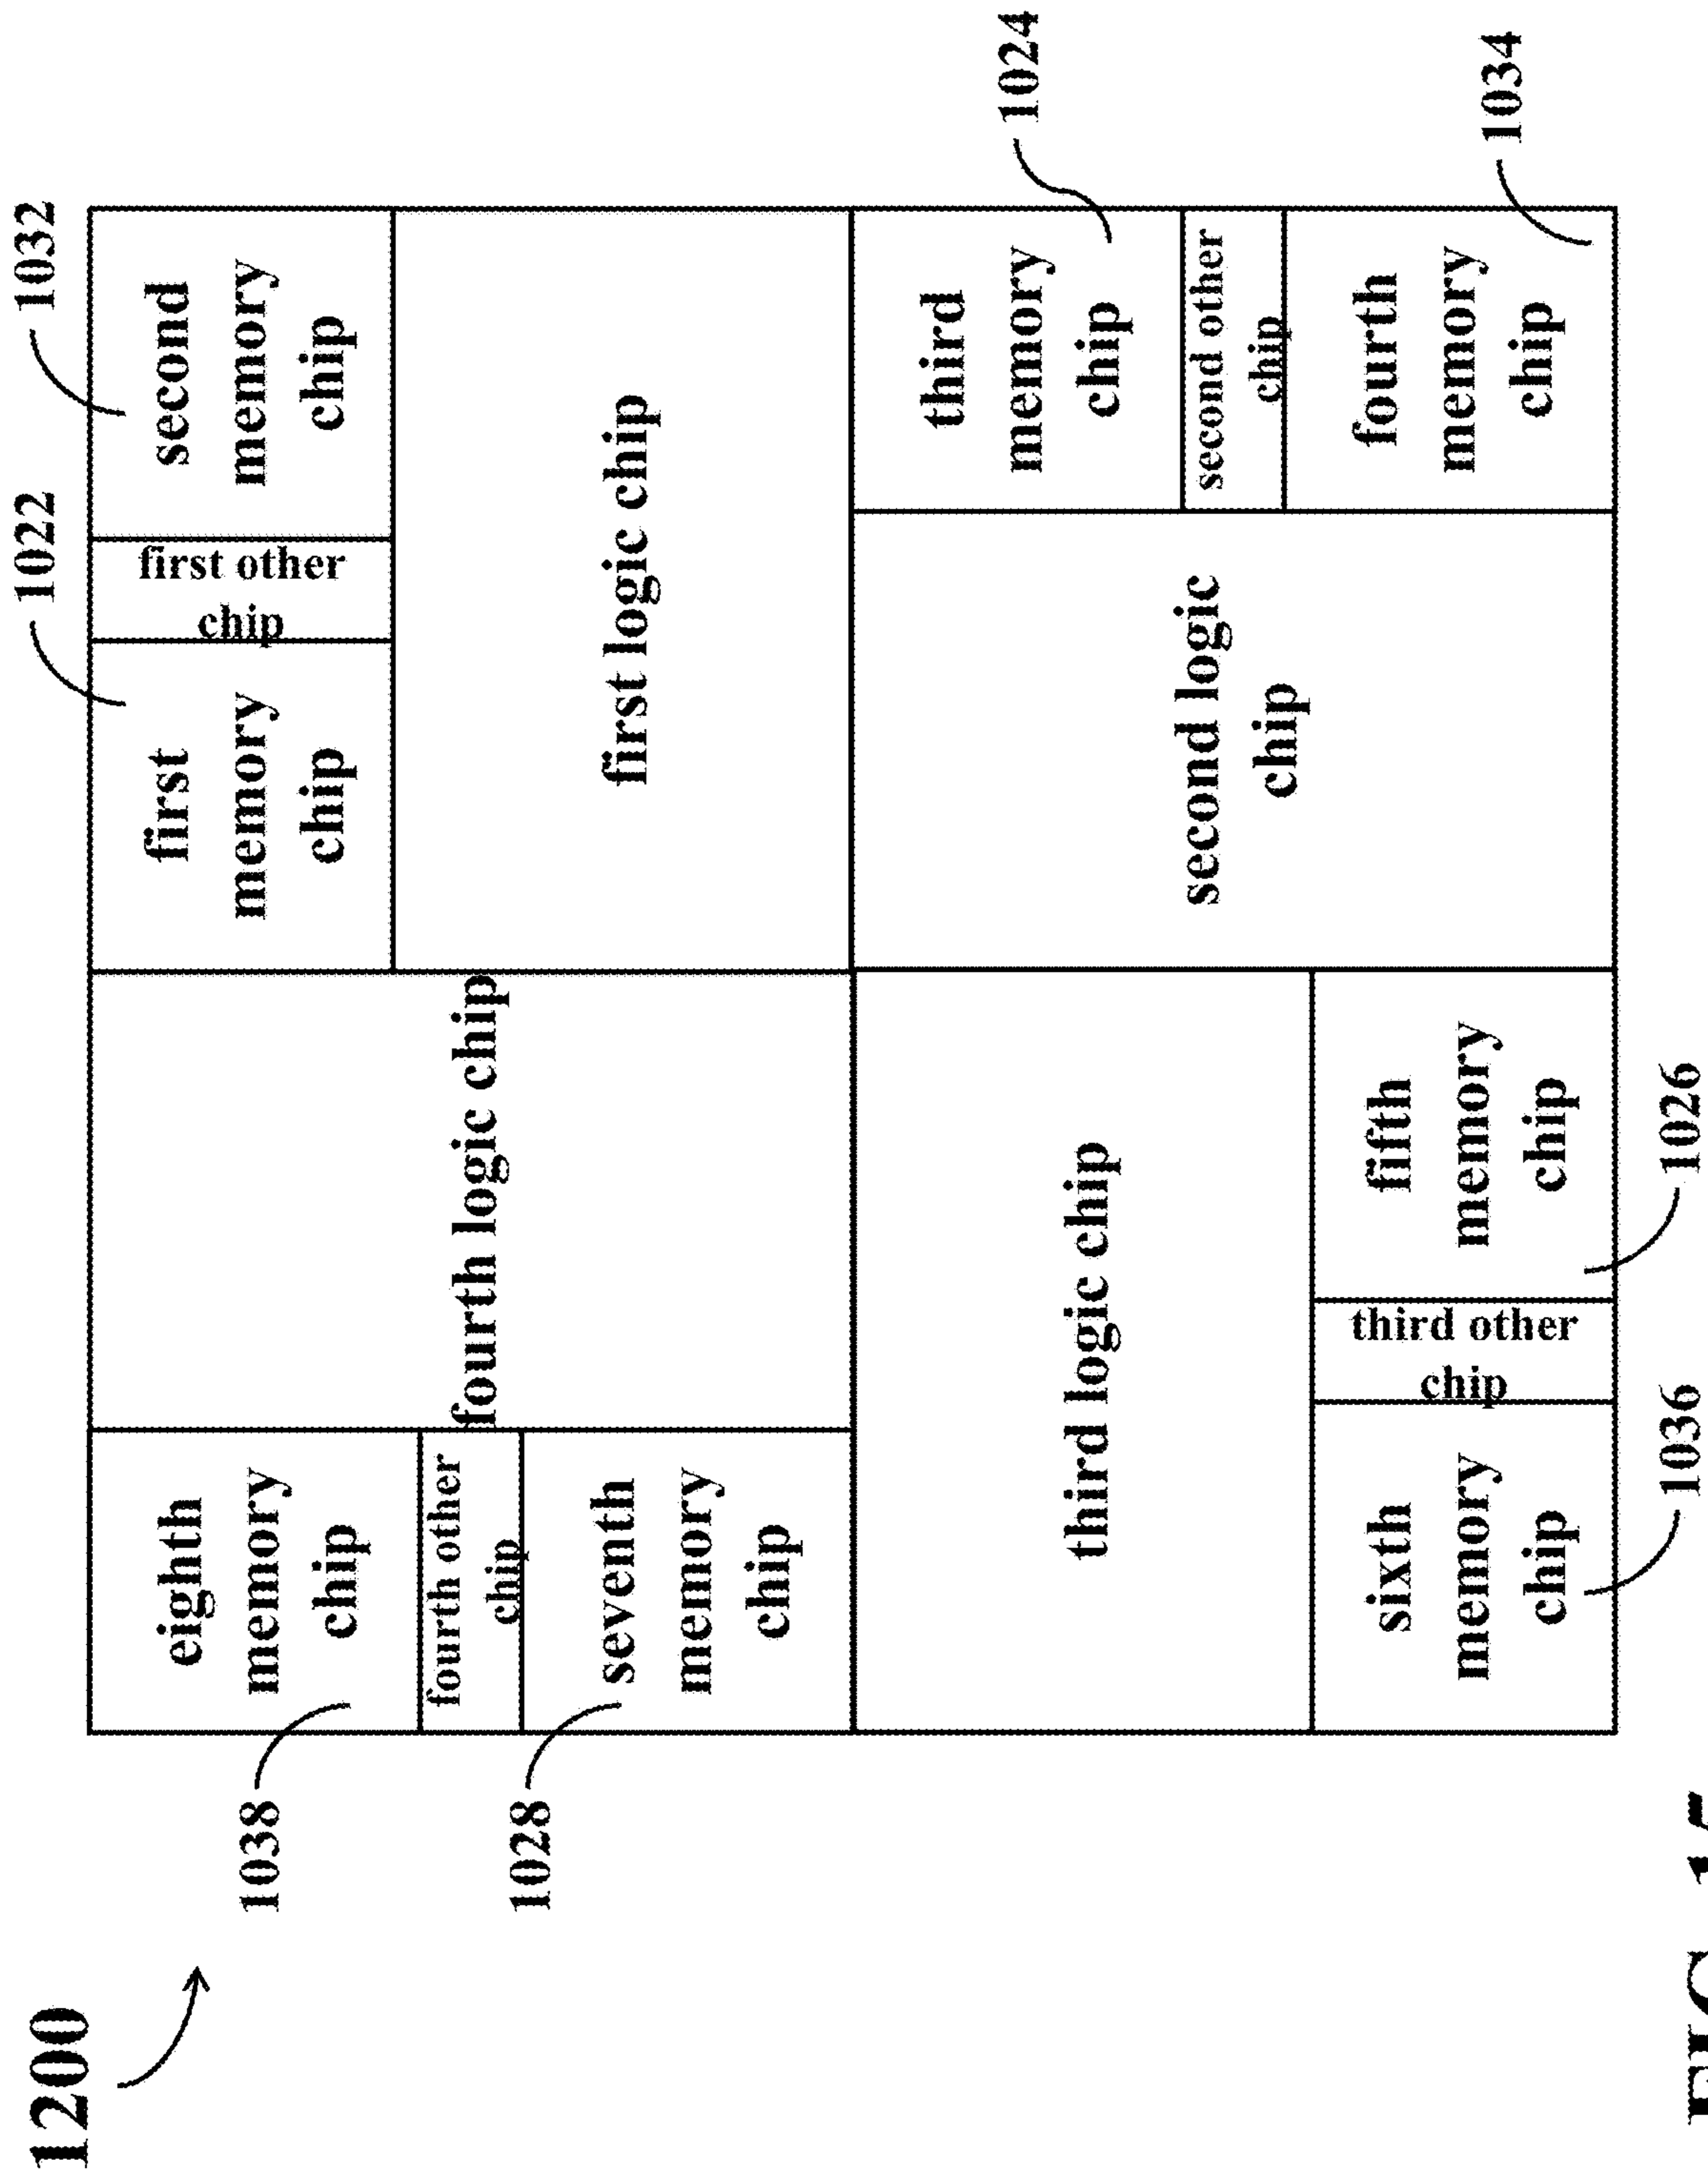 1200
1022
1032
eighth
memory
chip
1038
fourth other
chip
seventh
memory
chip
1028
fourth logic chip
first
memory
chip
first other
chip
second
memory
chip
first logic chip
third logic chip
second logic
chip
third
memory
chip
1024
second other
chip
fourth
memory
chip
1034
sixth
memory
chip
1036
third other
chip
fifth
memory
chip
1026
FIG